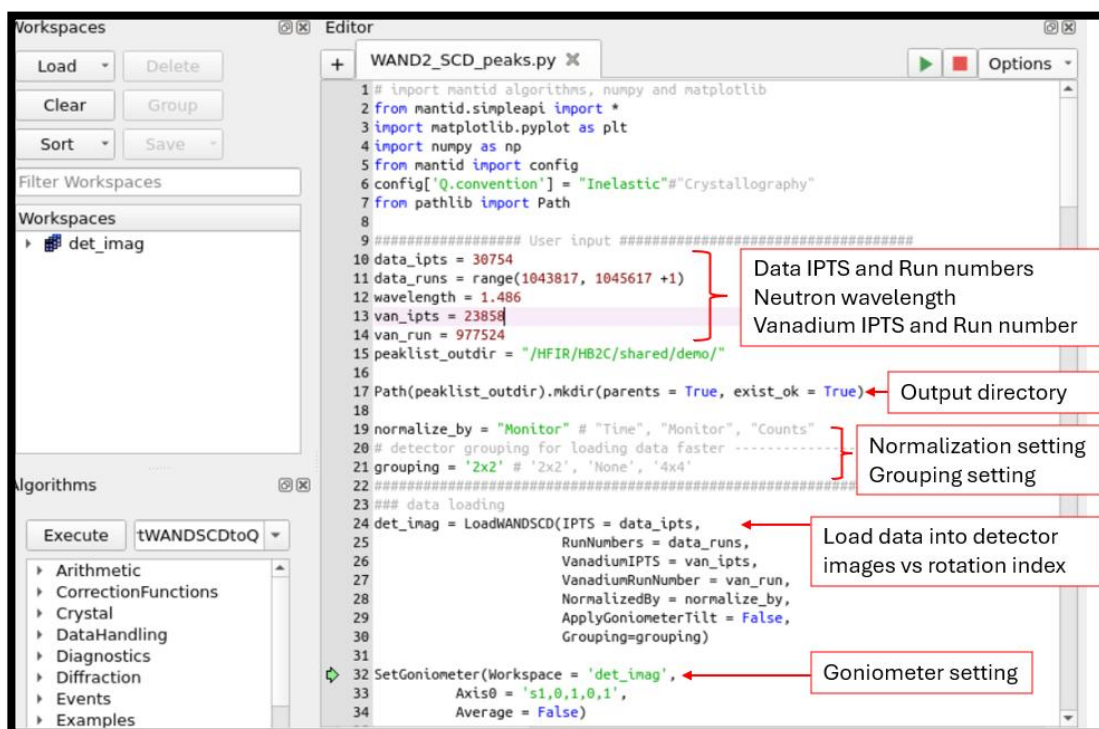 Workspaces
Load
Delete
Clear
Group
Sort
Save
Filter Workspaces
Workspaces
det_imag
Algorithms
Execute
tWANDSCDtoQ
Arithmetic
CorrectionFunctions
Crystal
DataHandling
Diagnostics
Diffraction
Events
Examples
Editor
+
WAND2_SCD_peaks.py
Options
1 # import mantid algorithms, numpy and matplotlib
2 from mantid.simpleapi import *
3 import matplotlib.pyplot as plt
4 import numpy as np
5 from mantid import config
6 config['Q.convention'] = "Inelastic"#"Crystallography"
7 from pathlib import Path
8
9 ################## User input ####################################
10 data_ipts = 30754
11 data_runs = range(1043817, 1045617 +1)
12 wavelength = 1.486
13 van_ipts = 23858
14 van_run = 977524
15 peaklist_outdir = "/HFIR/HB2C/shared/demo/"
16
17 Path(peaklist_outdir).mkdir(parents = True, exist_ok = True)
18
19 normalize_by = "Monitor" # "Time", "Monitor", "Counts"
20 # detector grouping for loading data faster ---------------
21 grouping = '2x2' # '2x2', 'None', '4x4'
22 ############################################################
23 ### data loading
24 det_imag = LoadWANDSCD(IPTS = data_ipts,
25 RunNumbers = data_runs,
26 VanadiumIPTS = van_ipts,
27 VanadiumRunNumber = van_run,
28 NormalizedBy = normalize_by,
29 ApplyGoniometerTilt = False,
30 Grouping=grouping)
31
32 SetGoniometer(Workspace = 'det_imag',
33 Axis0 = 's1,0,1,0,1',
34 Average = False)
Data IPTS and Run numbers
Neutron wavelength
Vanadium IPTS and Run number
Output directory
Normalization setting
Grouping setting
Load data into detector
images vs rotation index
Goniometer setting